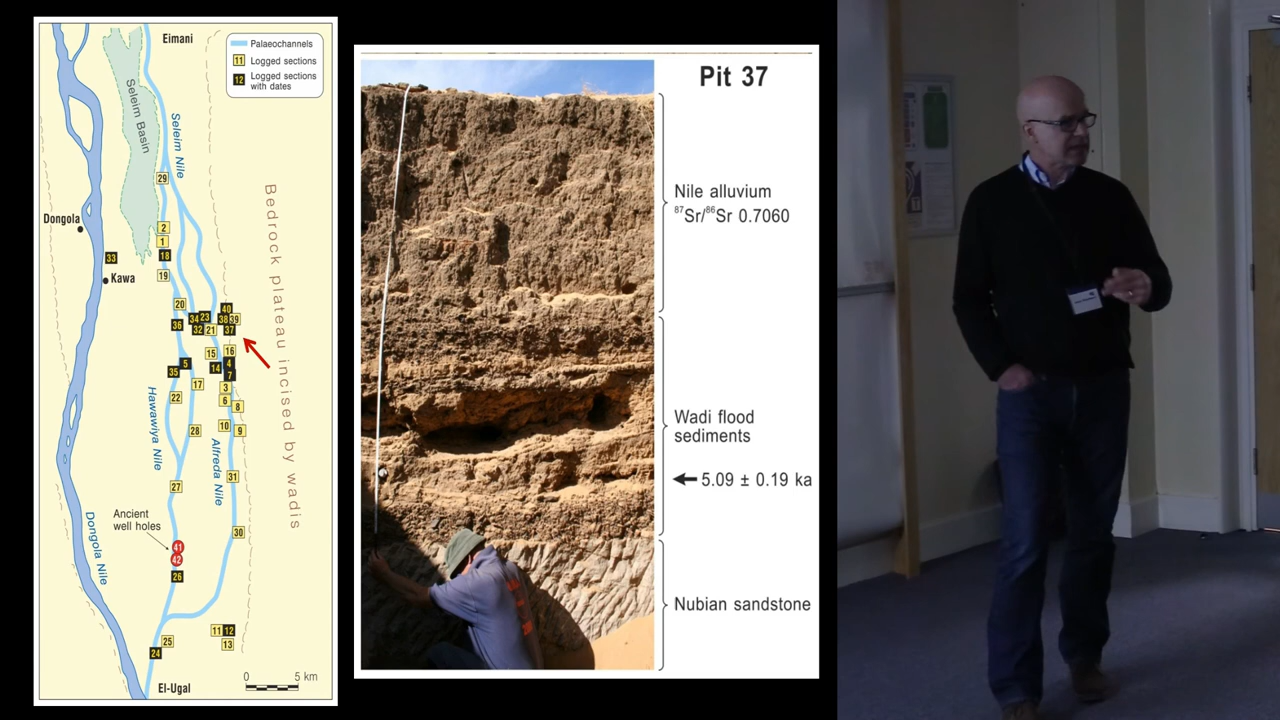 Eimani
Palaeochannels
11 Logged sections
12 Logged sections
with dates
Seleim Basin
Seleim Nile
29
Dongola
2
1
18
33
Kawa
19
20
40
34 23 38 39
36 32 21 37
16
15
5 4
35 14 7
17 3
22 6 8
28 10 9
Hawawiya Nile
Alfreda Nile
Bedrock plateau incised by wadis
31
27
30
Ancient
well holes
41
42
26
Dongola Nile
11 12
25 13
24
0 5 km
El-Ugal
Pit 37
Nile alluvium
⁸⁷Sr/⁸⁶Sr 0.7060
Wadi flood
sediments
5.09 ± 0.19 ka
Nubian sandstone